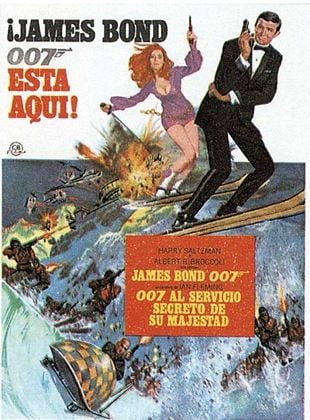 ¡JAMES BOND
007
ESTA
AQUI!
CB
HARRY SALTZMAN
ALBERT R. BROCCOLI
JAMES BOND 007
IAN FLEMING
007 AL SERVICIO
SECRETO DE
SU MAJESTAD